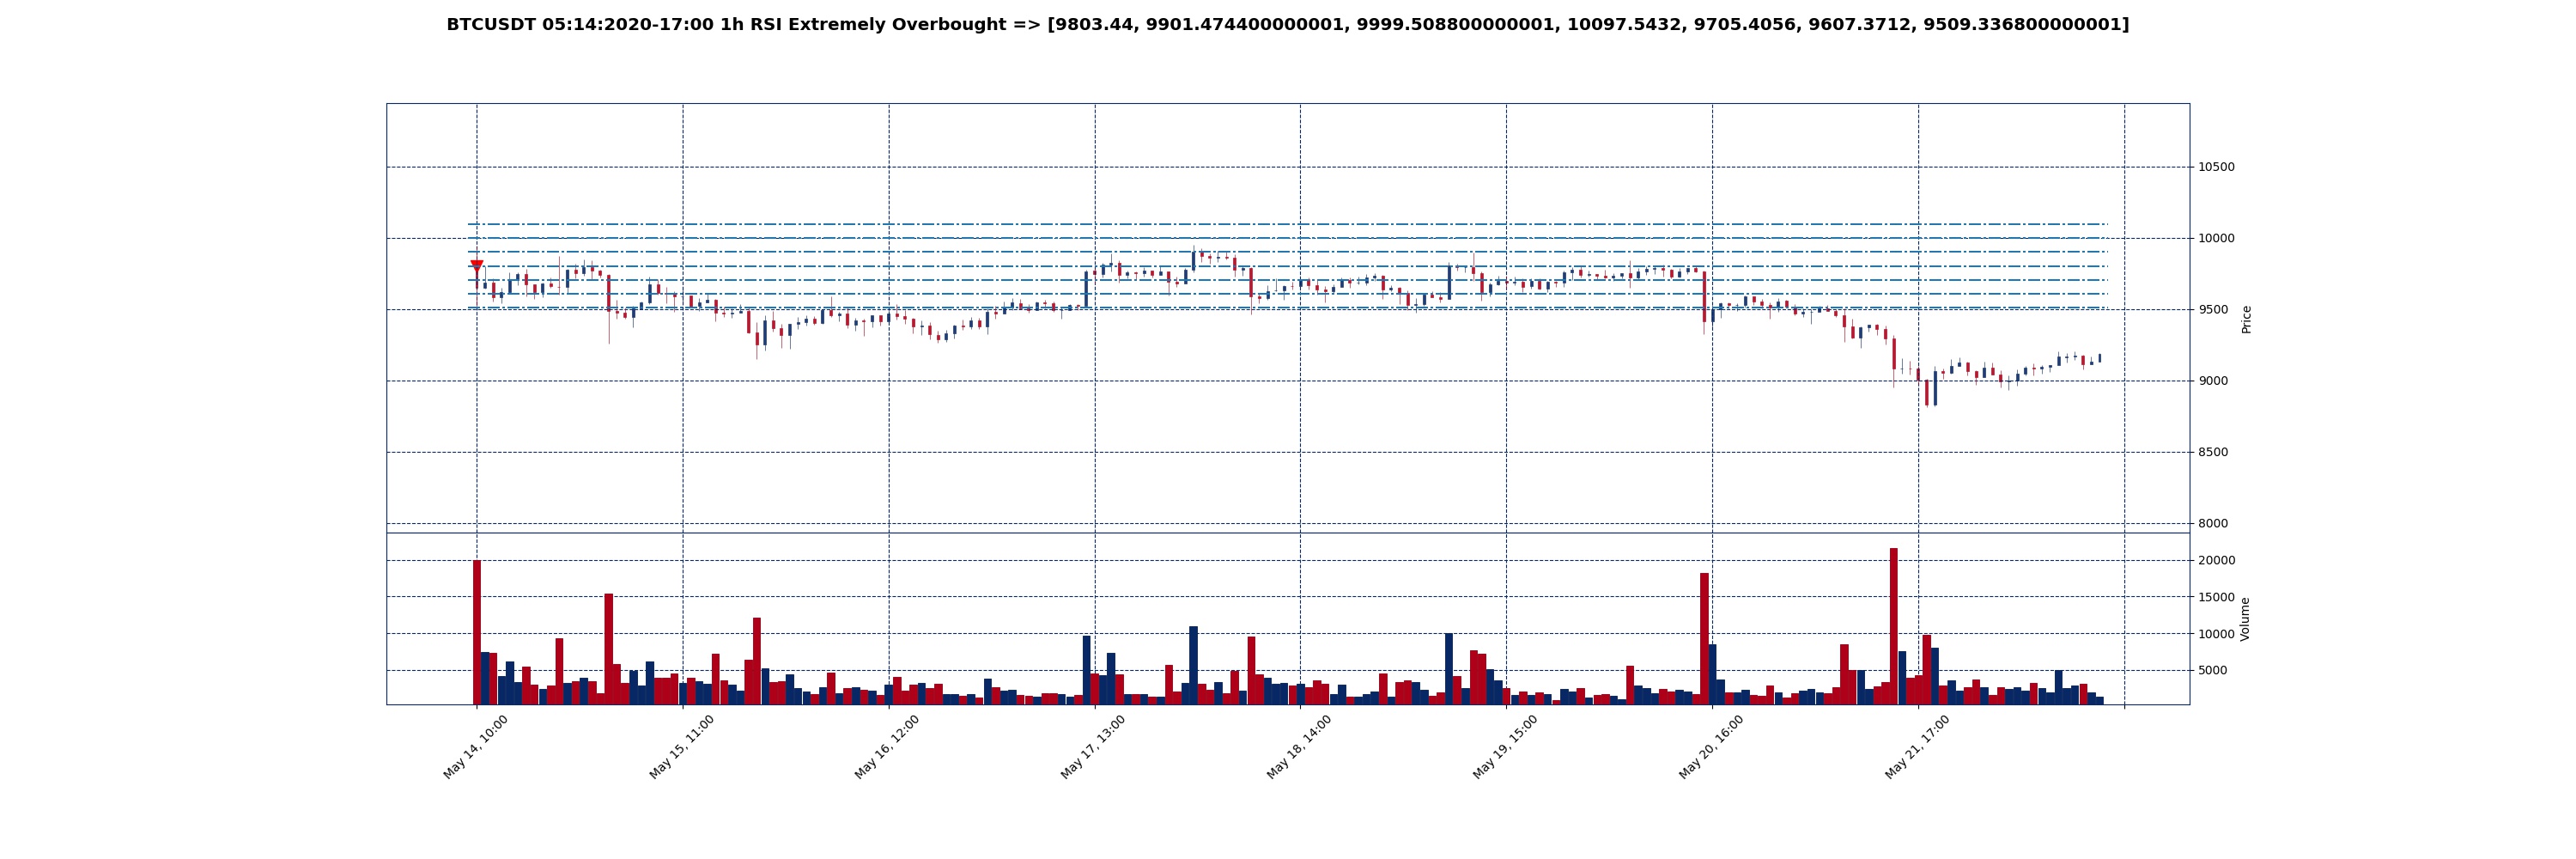 BTCUSDT 05:14:2020-17:00 1h RSI Extremely Overbought => [9803.44, 9901.474400000001, 9999.508800000001, 10097.5432, 9705.4056, 9607.3712, 9509.336800000001]
10500
10000
9500
9000
8500
8000
Price
20000
15000
10000
5000
Volume
May 14, 10:00
May 15, 11:00
May 16, 12:00
May 17, 13:00
May 18, 14:00
May 19, 15:00
May 20, 16:00
May 21, 17:00